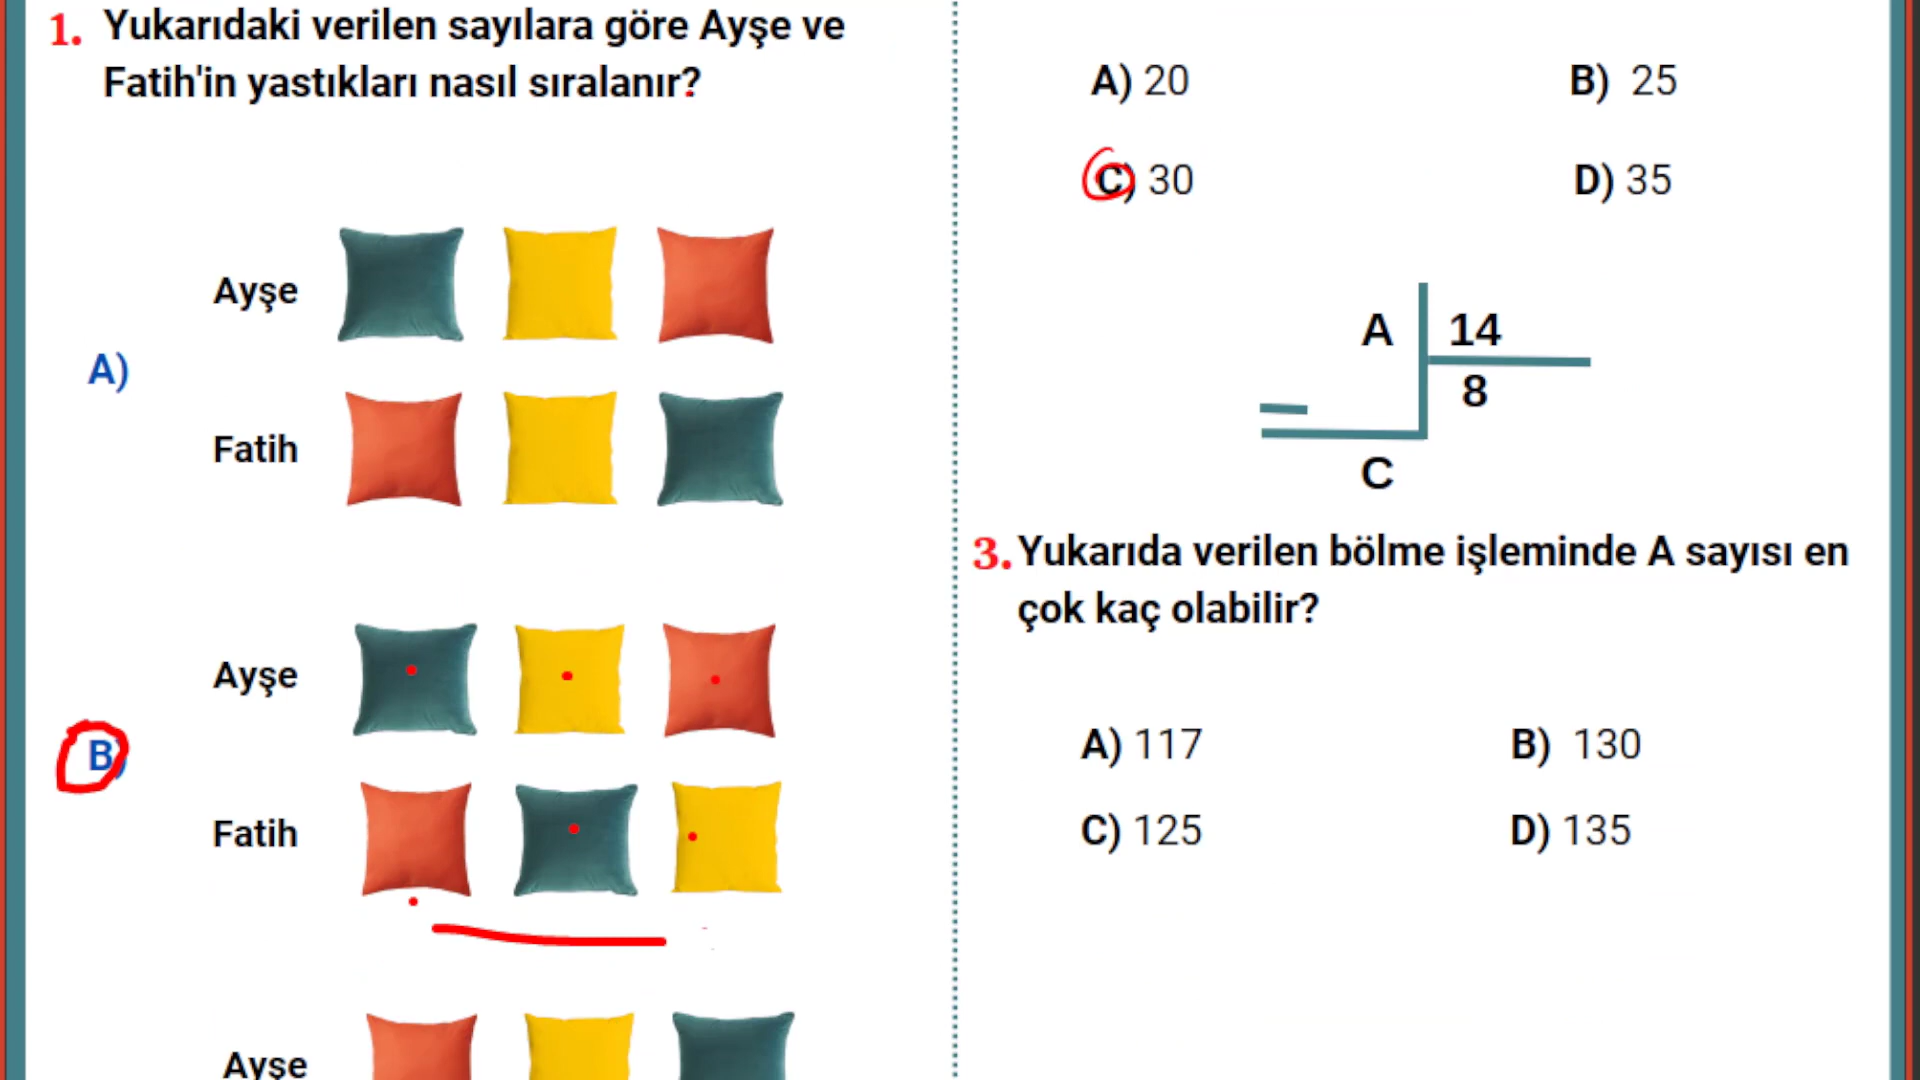 1. Yukarıdaki verilen sayılara göre Ayşe ve
Fatih'in yastıkları nasıl sıralanır?
Ayşe
A)
Fatih
Ayşe
B)
Fatih
Ayşe
A) 20
B) 25
C) 30
D) 35
A 14
8
C
3. Yukarıda verilen bölme işleminde A sayısı en
çok kaç olabilir?
A) 117
B) 130
C) 125
D) 135